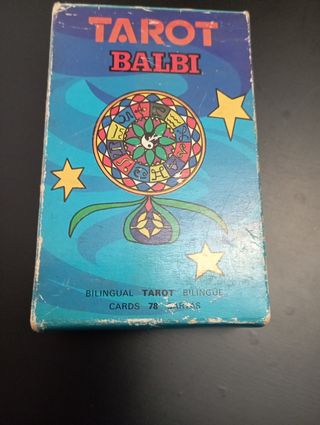 TAROT
BALBI
BILINGUAL TAROT BILINGUE
CARDS 78 CARTAS